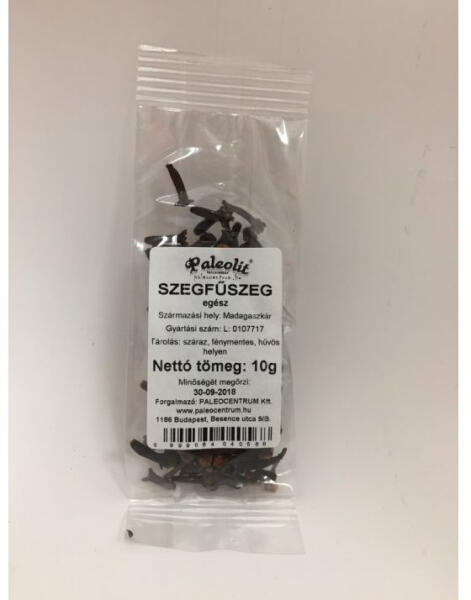 Paleolit®
SZEGFŰSZEG
egész
Származási hely: Madagaszkár
Gyártási szám: L: 0107717
Tárolás: száraz, fénymentes, hűvös
helyen
Nettó tömeg: 10g
Minőségét megőrzi:
30-09-2018
Forgalmazó: PALEOCENTRUM Kft.
www.paleocentrum.hu
1186 Budapest, Besence utca 9/B.